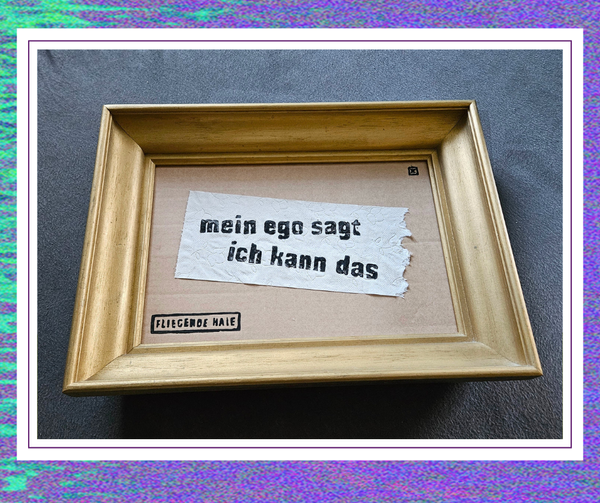 mein ego sagt
ich kann das
FLIEGENDE HAIE